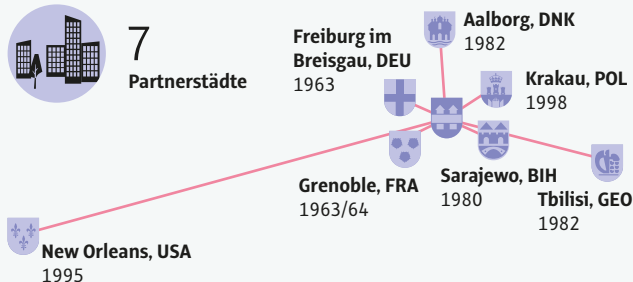 7
Partnerstädte
Freiburg im
Breisgau, DEU
1963
Aalborg, DNK
1982
Krakau, POL
1998
Grenoble, FRA
1963/64
Sarajewo, BIH
1980
Tbilisi, GEO
1982
New Orleans, USA
1995